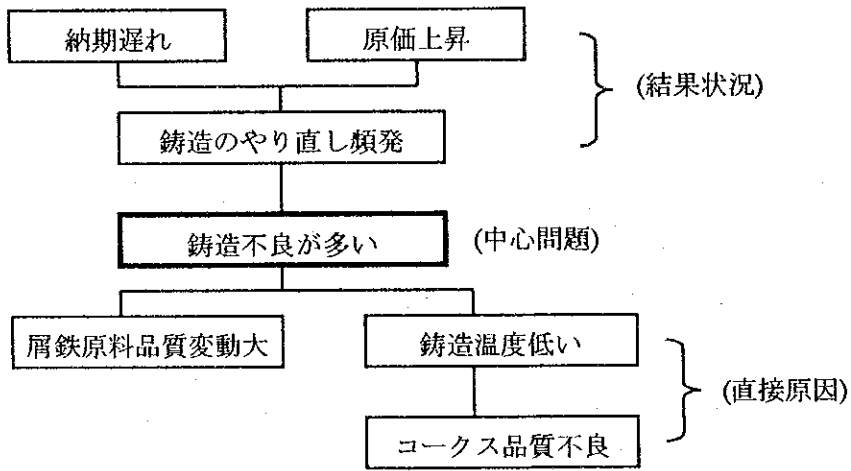 納期遅れ
原価上昇
(結果状況)
鋳造のやり直し頻発
鋳造不良が多い
(中心問題)
屑鉄原料品質変動大
鋳造温度低い
(直接原因)
コークス品質不良